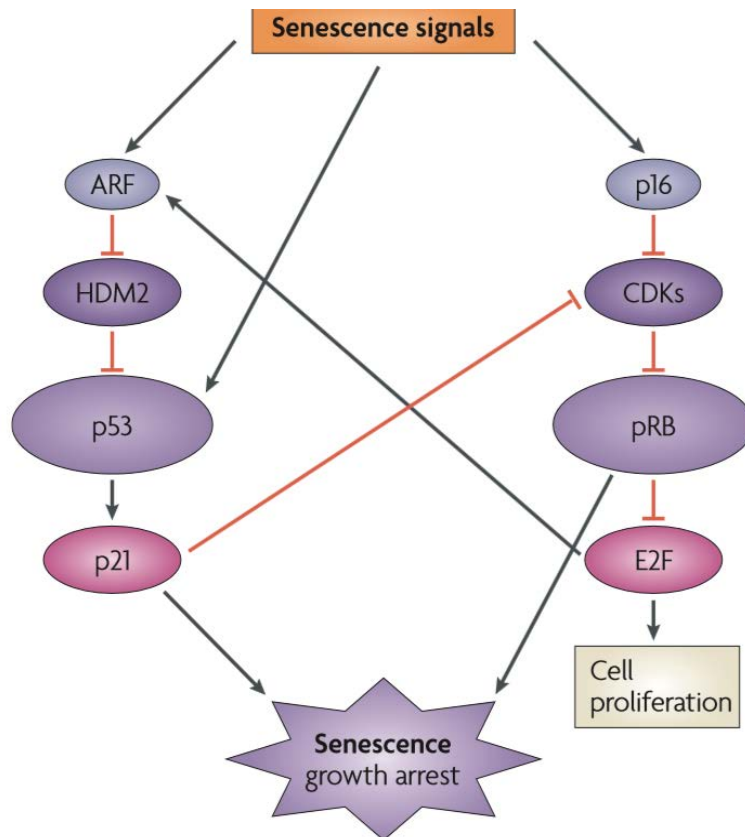 Senescence signals
ARF
p16
HDM2
CDKs
p53
pRB
p21
E2F
Cell
proliferation
Senescence
growth arrest